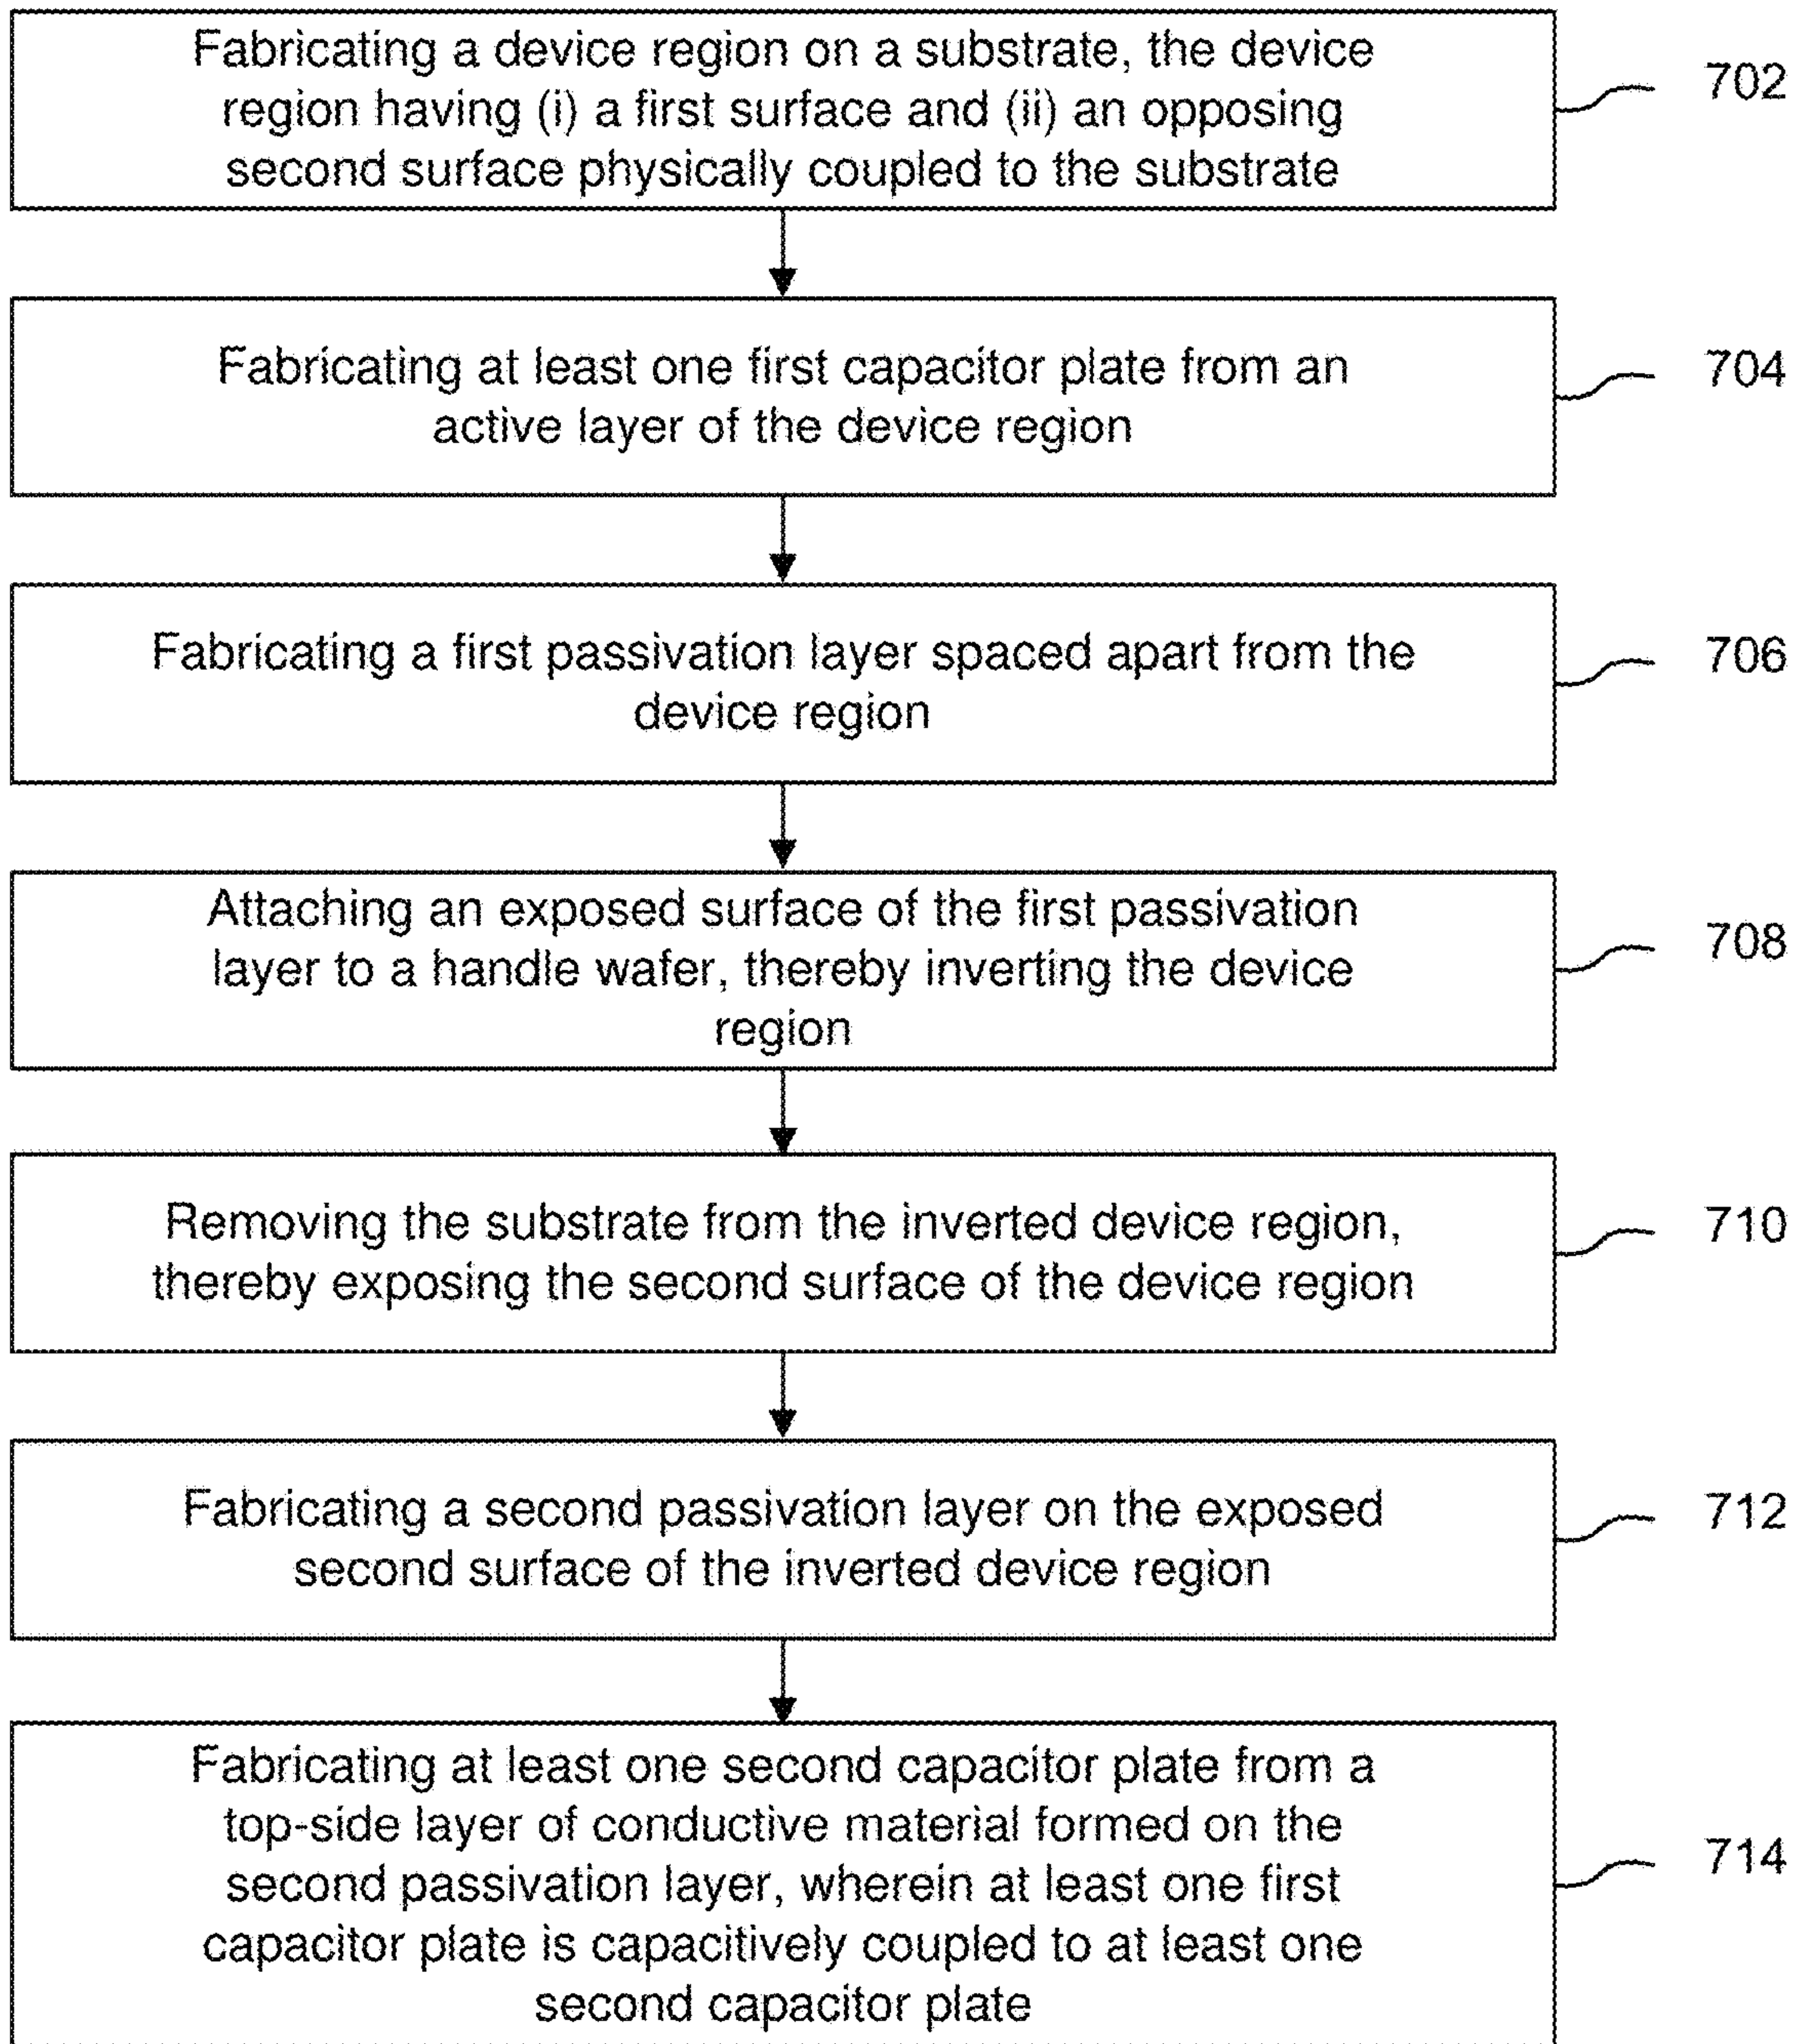 Fabricating a device region on a substrate, the device
region having (i) a first surface and (ii) an opposing
second surface physically coupled to the substrate
702
Fabricating at least one first capacitor plate from an
active layer of the device region
704
Fabricating a first passivation layer spaced apart from the
device region
706
Attaching an exposed surface of the first passivation
layer to a handle wafer, thereby inverting the device
region
708
Removing the substrate from the inverted device region,
thereby exposing the second surface of the device region
710
Fabricating a second passivation layer on the exposed
second surface of the inverted device region
712
Fabricating at least one second capacitor plate from a
top-side layer of conductive material formed on the
second passivation layer, wherein at least one first
capacitor plate is capacitively coupled to at least one
second capacitor plate
714